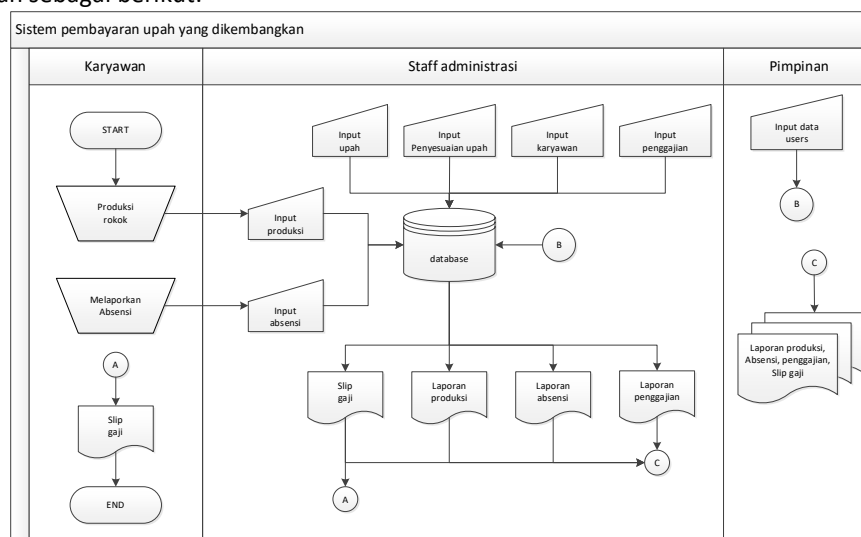 sebagai berikut:
Sistem pembayaran upah yang dikembangkan
Karyawan
Staff administrasi
Pimpinan
START
Produksi
rokok
Melaporkan
Absensi
A
Slip
gaji
END
Input
upah
Input
Penyesuaian upah
Input
karyawan
Input
penggajian
Input
produksi
Input
absensi
database
B
Slip
gaji
Laporan
produksi
Laporan
absensi
Laporan
penggajian
A
C
Input data
users
B
C
Laporan produksi,
Absensi, penggajian,
Slip gaji